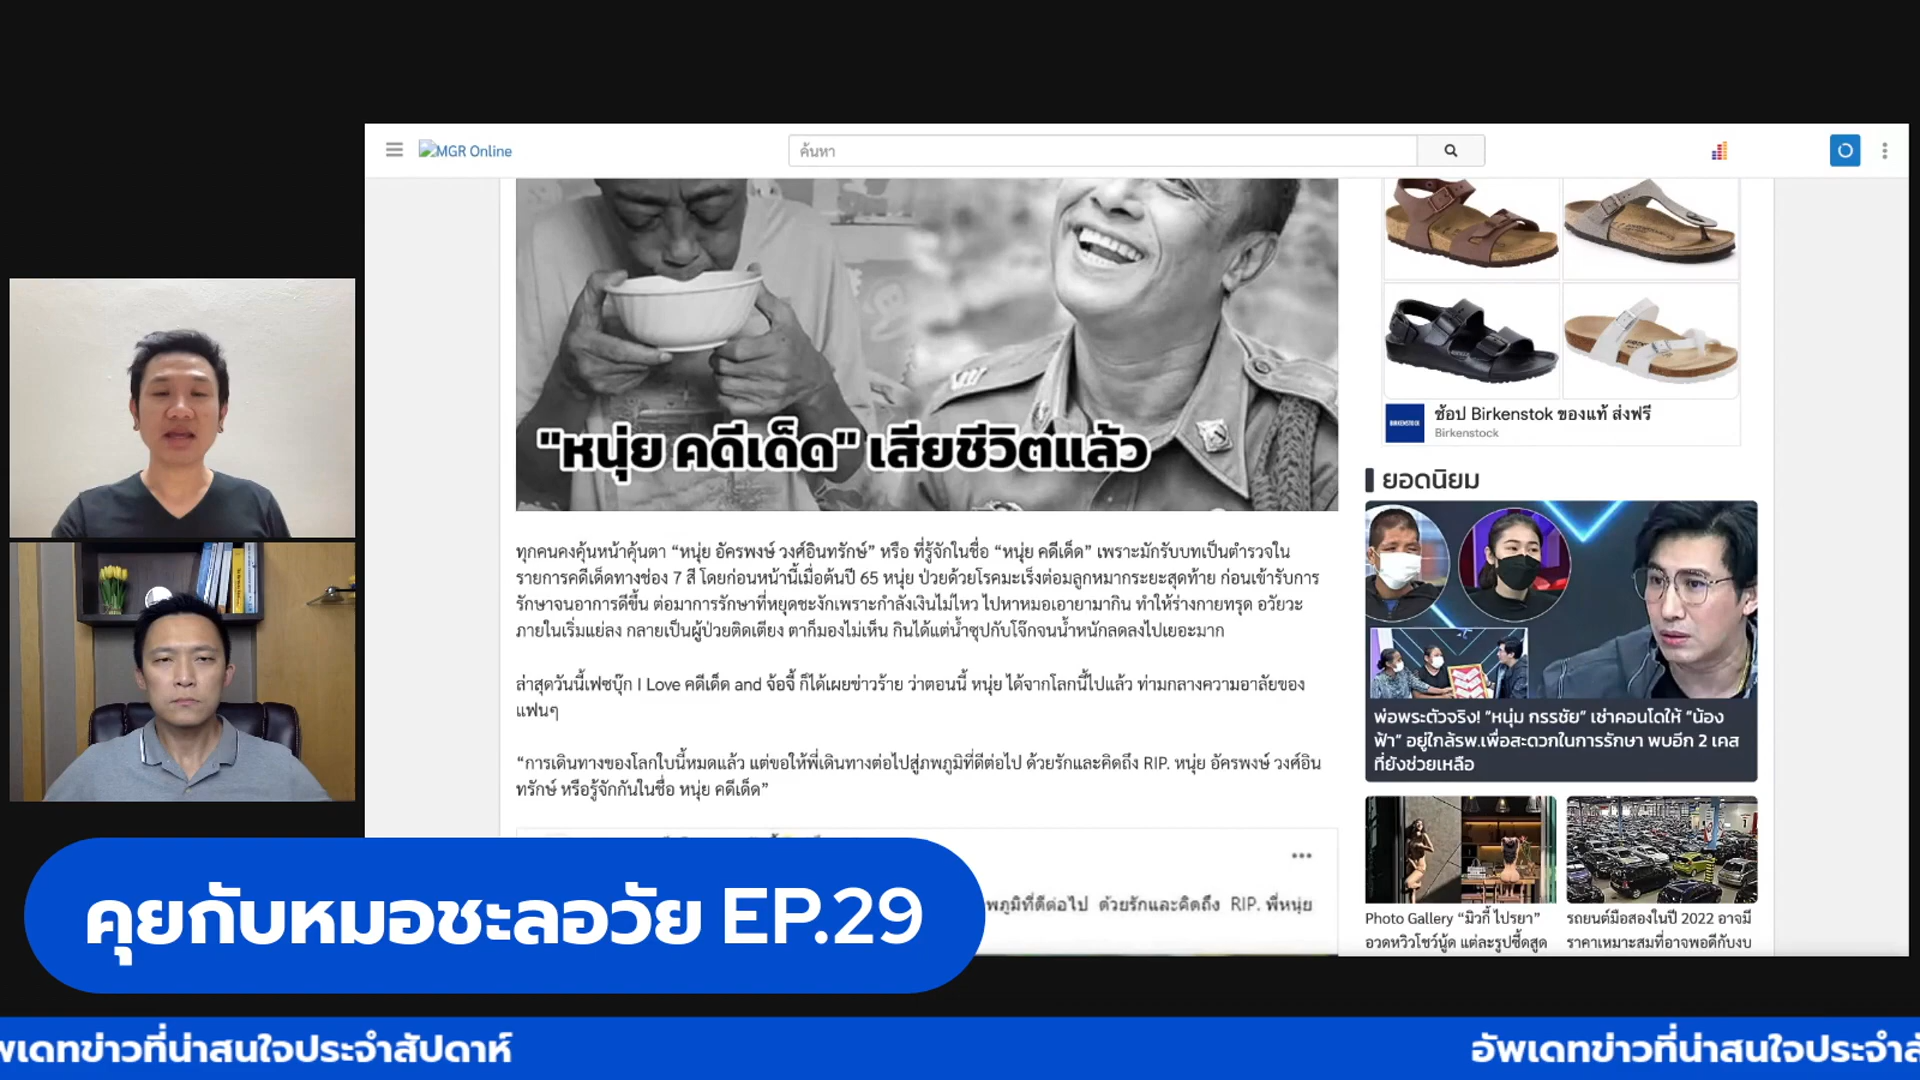 MGR Online
ค้นหา
"หนุ่ย คดีเด็ด" เสียชีวิตแล้ว
ทุกคนคงคุ้นหน้าคุ้นตา “หนุ่ย อัครพงษ์ วงศ์อินทรักษ์” หรือ ที่รู้จักในชื่อ “หนุ่ย คดีเด็ด” เพราะมักรับบทเป็นตำรวจใน
รายการคดีเด็ดทางช่อง 7 สี โดยก่อนหน้านี้เมื่อต้นปี 65 หนุ่ย ป่วยด้วยโรคมะเร็งต่อมลูกหมากระยะสุดท้าย ก่อนเข้ารับการ
รักษาจนอาการดีขึ้น ต่อมาการรักษาที่หยุดชะงักเพราะกำลังเงินไม่ไหว ไปหาหมอเอายามากิน ทำให้ร่างกายทรุด อวัยวะ
ภายในเริ่มแย่ลง กลายเป็นผู้ป่วยติดเตียง ตาก็มองไม่เห็น กินได้แต่น้ำซุปกับโจ๊กจนน้ำหนักลดลงไปเยอะมาก
ล่าสุดวันนี้เฟซบุ๊ก I Love คดีเด็ด and จ้อจี้ ก็ได้เผยข่าวร้าย ว่าตอนนี้ หนุ่ย ได้จากโลกนี้ไปแล้ว ท่ามกลางความอาลัยของ
แฟนๆ
“การเดินทางของโลกใบนี้หมดแล้ว แต่ขอให้พี่เดินทางต่อไปสู่ภพภูมิที่ดีต่อไป ด้วยรักและคิดถึง RIP. หนุ่ย อัครพงษ์ วงศ์อิน
ทรักษ์ หรือรู้จักกันในชื่อ หนุ่ย คดีเด็ด”
พภูมิที่ดีต่อไป ด้วยรักและคิดถึง RIP. พี่หนุ่ย
BIRKENSTOCK
ช้อป Birkenstok ของแท้ ส่งฟรี
Birkenstock
ยอดนิยม
พ่อพระตัวจริง! “หนุ่ม กรรชัย” เช่าคอนโดให้ “น้อง
ฟ้า” อยู่ใกล้รพ.เพื่อสะดวกในการรักษา พบอีก 2 เคส
ที่ยังช่วยเหลือ
Photo Gallery “มิวกี้ ไปรยา”
อวดหวิวโชว์นู้ด แต่ละรูปซี้ดสูด
รถยนต์มือสองในปี 2022 อาจมี
ราคาเหมาะสมที่อาจพอดีกับงบ
คุยกับหมอชะลอวัย EP.29
พเดทข่าวที่น่าสนใจประจำสัปดาห์
อัพเดทข่าวที่น่าสนใจประจำสั